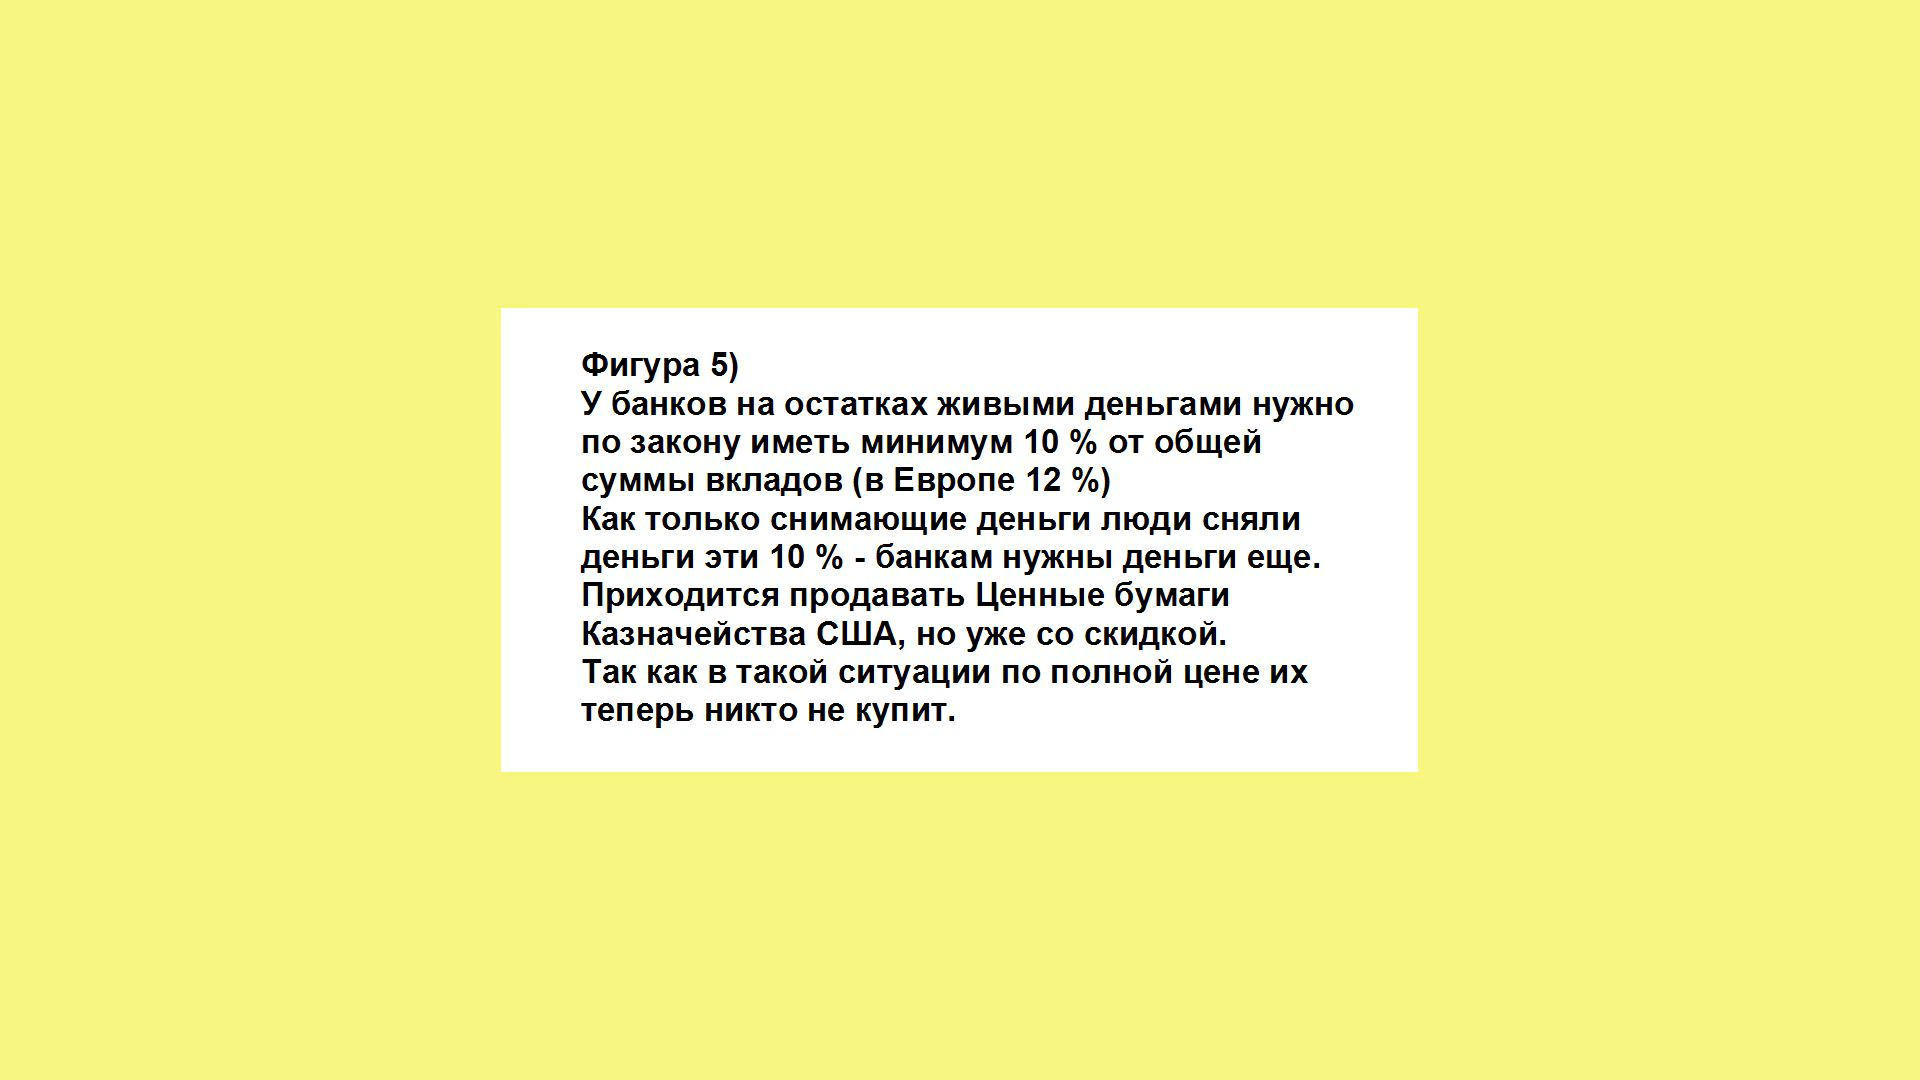 Фигура 5)
У банков на остатках живыми деньгами нужно
по закону иметь минимум 10 % от общей
суммы вкладов (в Европе 12 %)
Как только снимающие деньги люди сняли
деньги эти 10 % - банкам нужны деньги еще.
Приходится продавать Ценные бумаги
Казначейства США, но уже со скидкой.
Так как в такой ситуации по полной цене их
теперь никто не купит.